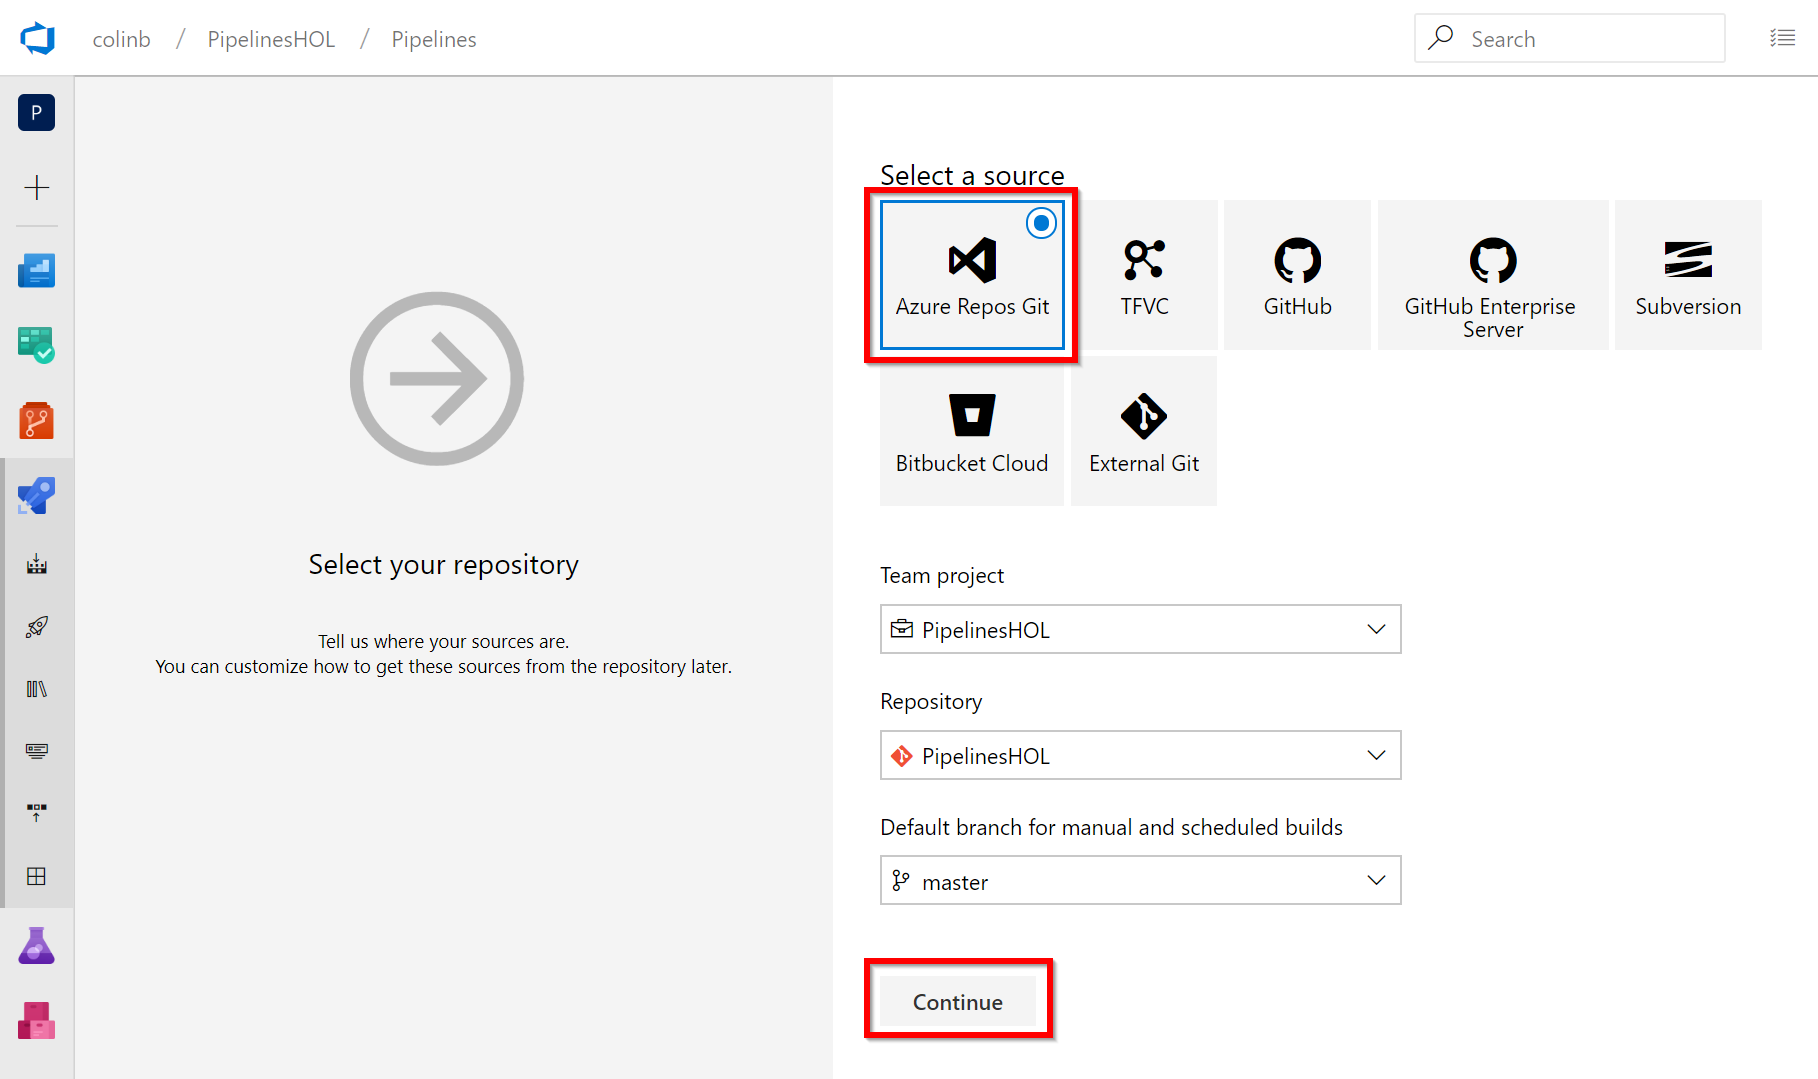 colinb / PipelinesHOL / Pipelines
Search
P
Select a source
Azure Repos Git
TFVC
GitHub
GitHub Enterprise
Server
Subversion
Bitbucket Cloud
External Git
Select your repository
Tell us where your sources are.
You can customize how to get these sources from the repository later.
Team project
PipelinesHOL
Repository
PipelinesHOL
Default branch for manual and scheduled builds
master
Continue